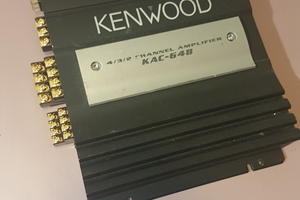 KENWOOD
4/3/2 CHANNEL AMPLIFIER
KAC-648